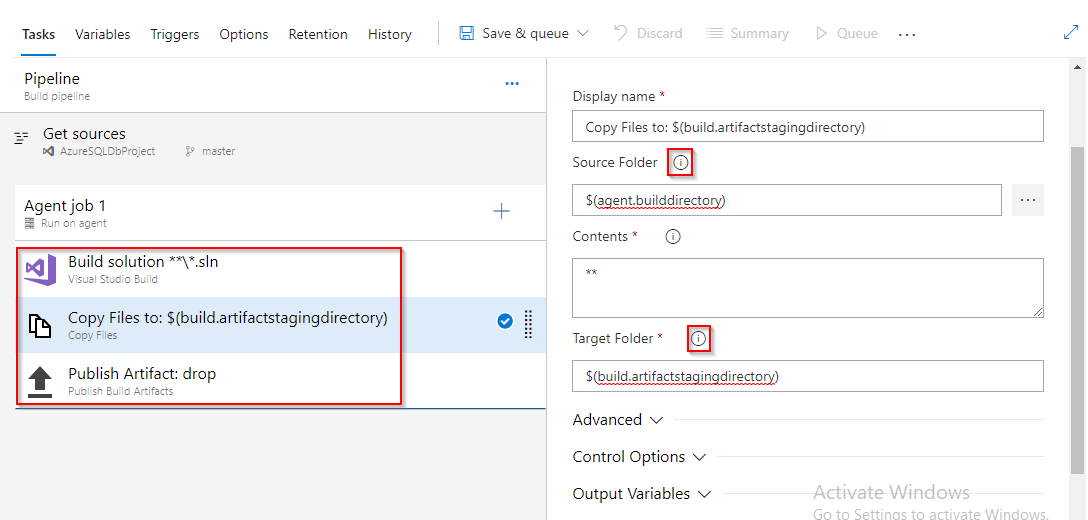 Tasks Variables Triggers Options Retention History Save & queue Discard Summary Queue ...
Pipeline
Build pipeline
Get sources
AzureSQLDbProject master
Agent job 1
Run on agent
Build solution **\*.sln
Visual Studio Build
Copy Files to: $(build.artifactstagingdirectory)
Copy Files
Publish Artifact: drop
Publish Build Artifacts
Display name *
Copy Files to: $(build.artifactstagingdirectory)
Source Folder
$(agent.builddirectory)
Contents *
**
Target Folder *
$(build.artifactstagingdirectory)
Advanced
Control Options
Output Variables
Activate Windows
Go to Settings to activate Windows.